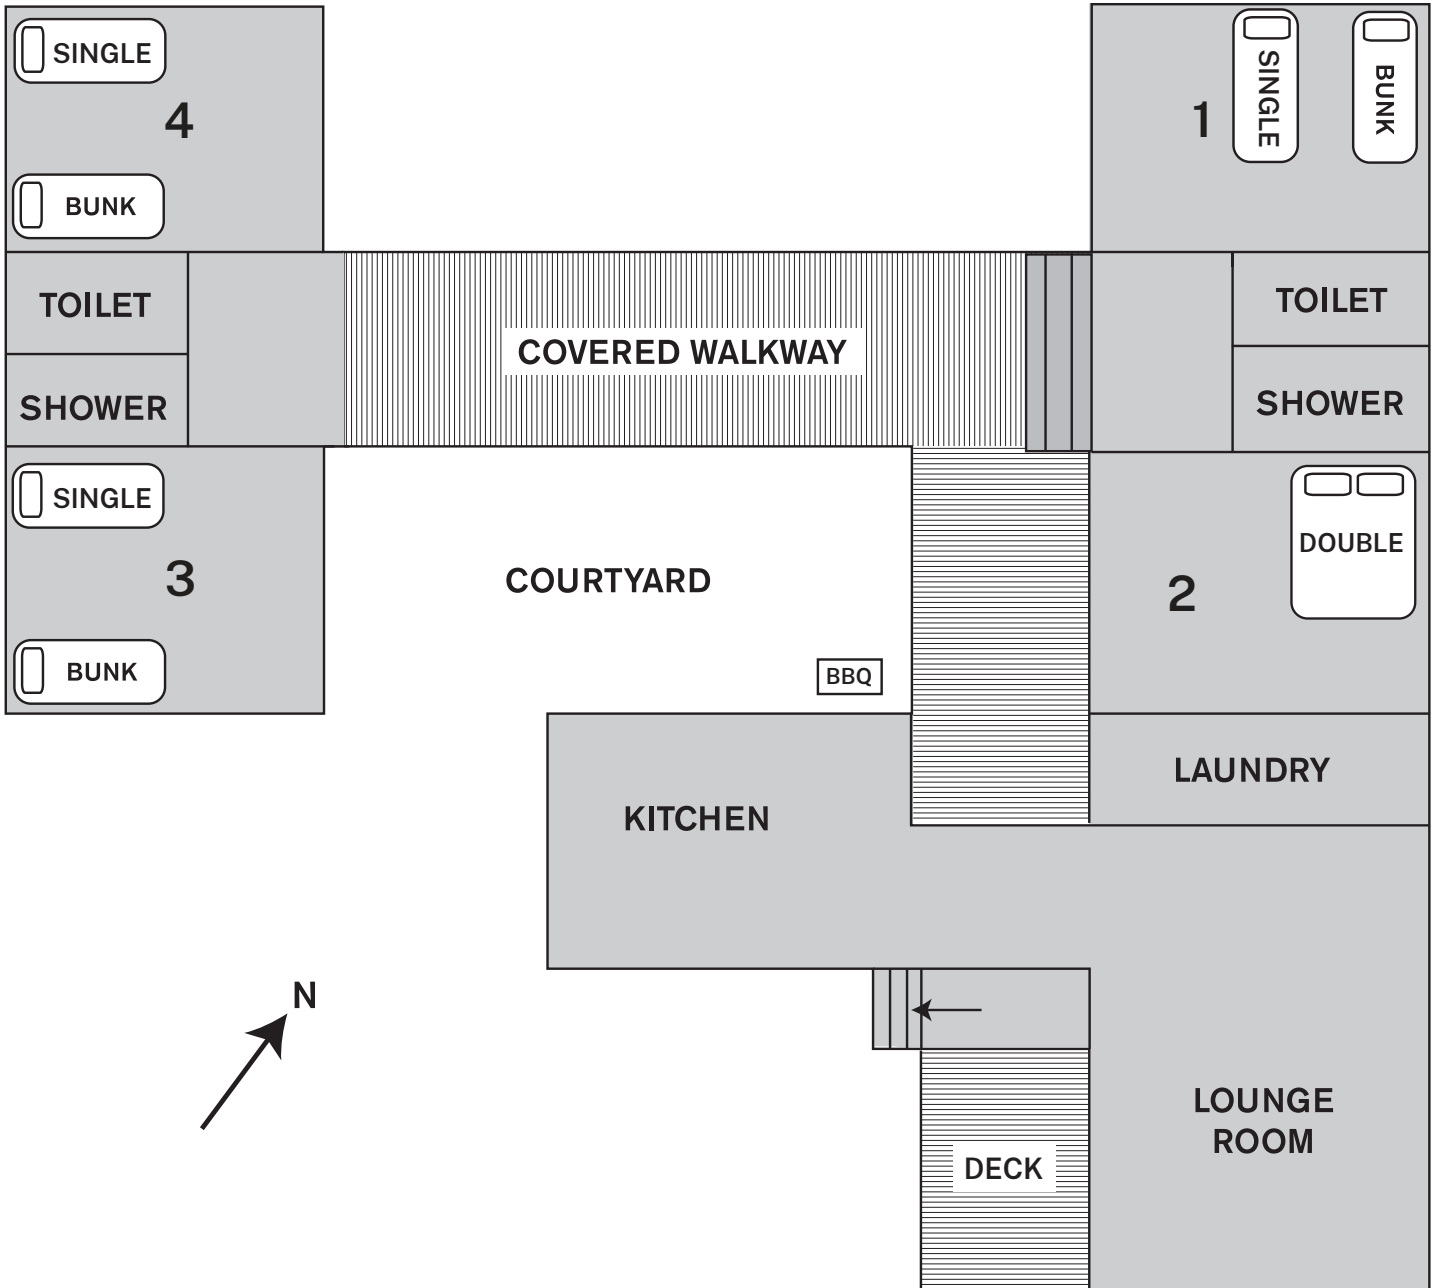 SINGLE
4
BUNK
1
SINGLE
BUNK
TOILET
SHOWER
COVERED WALKWAY
TOILET
SHOWER
SINGLE
3
BUNK
COURTYARD
BBQ
DOUBLE
2
KITCHEN
LAUNDRY
N
DECK
LOUNGE
ROOM